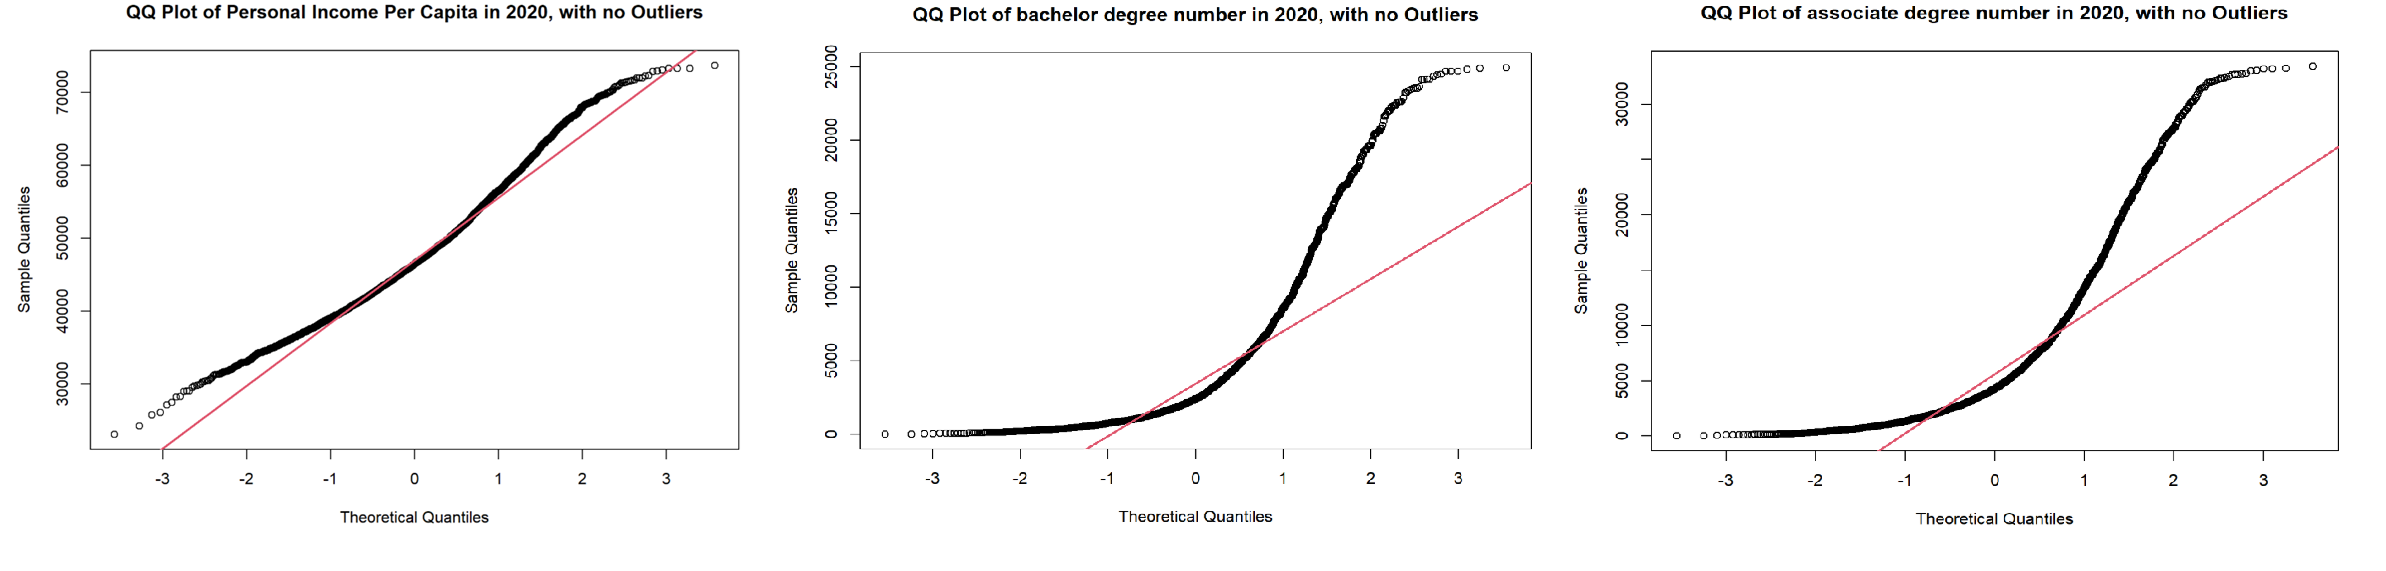 QQ Plot of Personal Income Per Capita in 2020, with no Outliers
Sample Quantiles
70000
60000
50000
40000
30000
-3 -2 -1 0 1 2 3
Theoretical Quantiles
QQ Plot of bachelor degree number in 2020, with no Outliers
Sample Quantiles
25000
20000
15000
10000
5000
0
-3 -2 -1 0 1 2 3
Theoretical Quantiles
QQ Plot of associate degree number in 2020, with no Outliers
Sample Quantiles
30000
20000
10000
5000
0
-3 -2 -1 0 1 2 3
Theoretical Quantiles